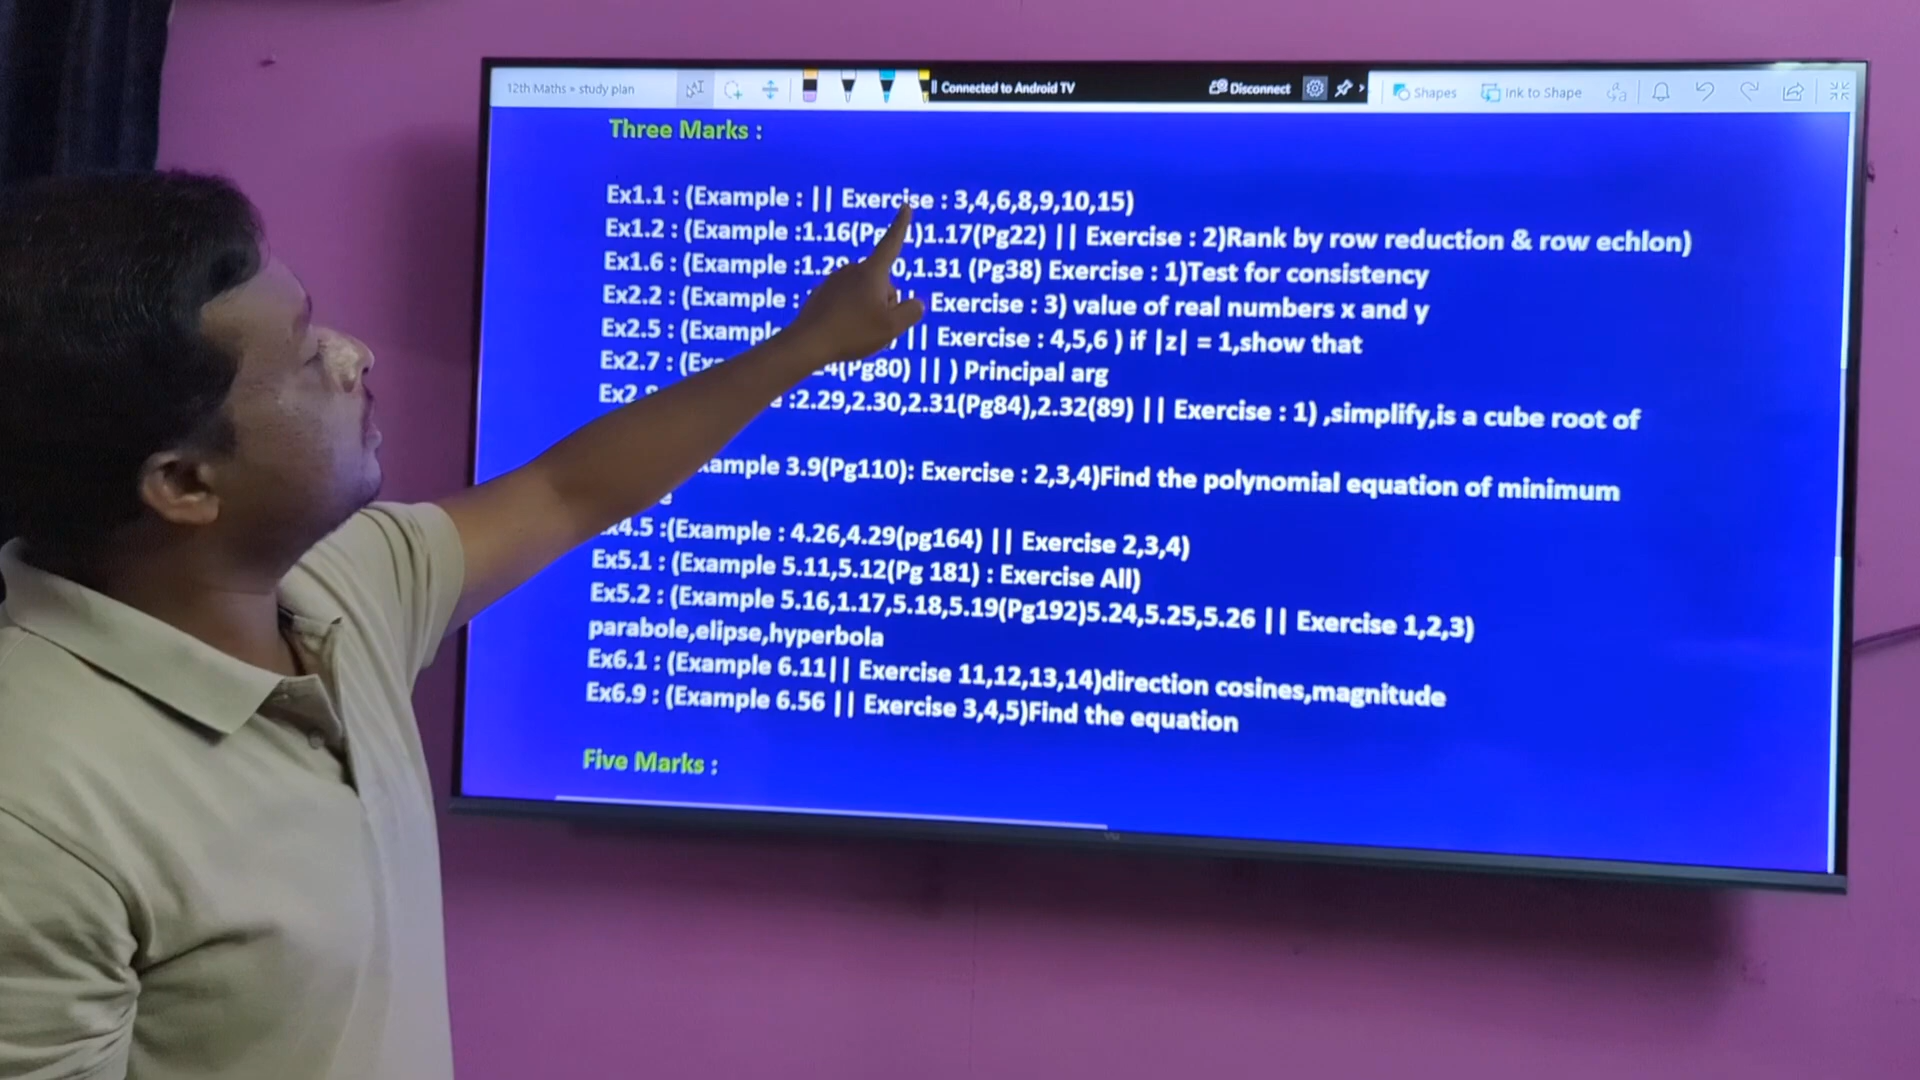 12th Maths » study plan
|| Connected to Android TV
Disconnect
Shapes
Ink to Shape
Three Marks :
Ex1.1 : (Example : || Exercise : 3,4,6,8,9,10,15)
Ex1.2 : (Example :1.16(Pg 1)1.17(Pg22) || Exercise : 2)Rank by row reduction & row echlon)
Ex1.6 : (Example :1.29 0,1.31 (Pg38) Exercise : 1)Test for consistency
Ex2.2 : (Example : || Exercise : 3) value of real numbers x and y
Ex2.5 : (Example || Exercise : 4,5,6 ) if |z| = 1,show that
Ex2.7 : (Ex (Pg80) || ) Principal arg
:2.29,2.30,2.31(Pg84),2.32(89) || Exercise : 1) ,simplify,is a cube root of
3.9(Pg110): Exercise : 2,3,4)Find the polynomial equation of minimum
4.5 :(Example : 4.26,4.29(pg164) || Exercise 2,3,4)
Ex5.1 : (Example 5.11,5.12(Pg 181) : Exercise All)
Ex5.2 : (Example 5.16,1.17,5.18,5.19(Pg192)5.24,5.25,5.26 || Exercise 1,2,3)
parabole,elipse,hyperbola
Ex6.1 : (Example 6.11|| Exercise 11,12,13,14)direction cosines,magnitude
Ex6.9 : (Example 6.56 || Exercise 3,4,5)Find the equation
Five Marks :